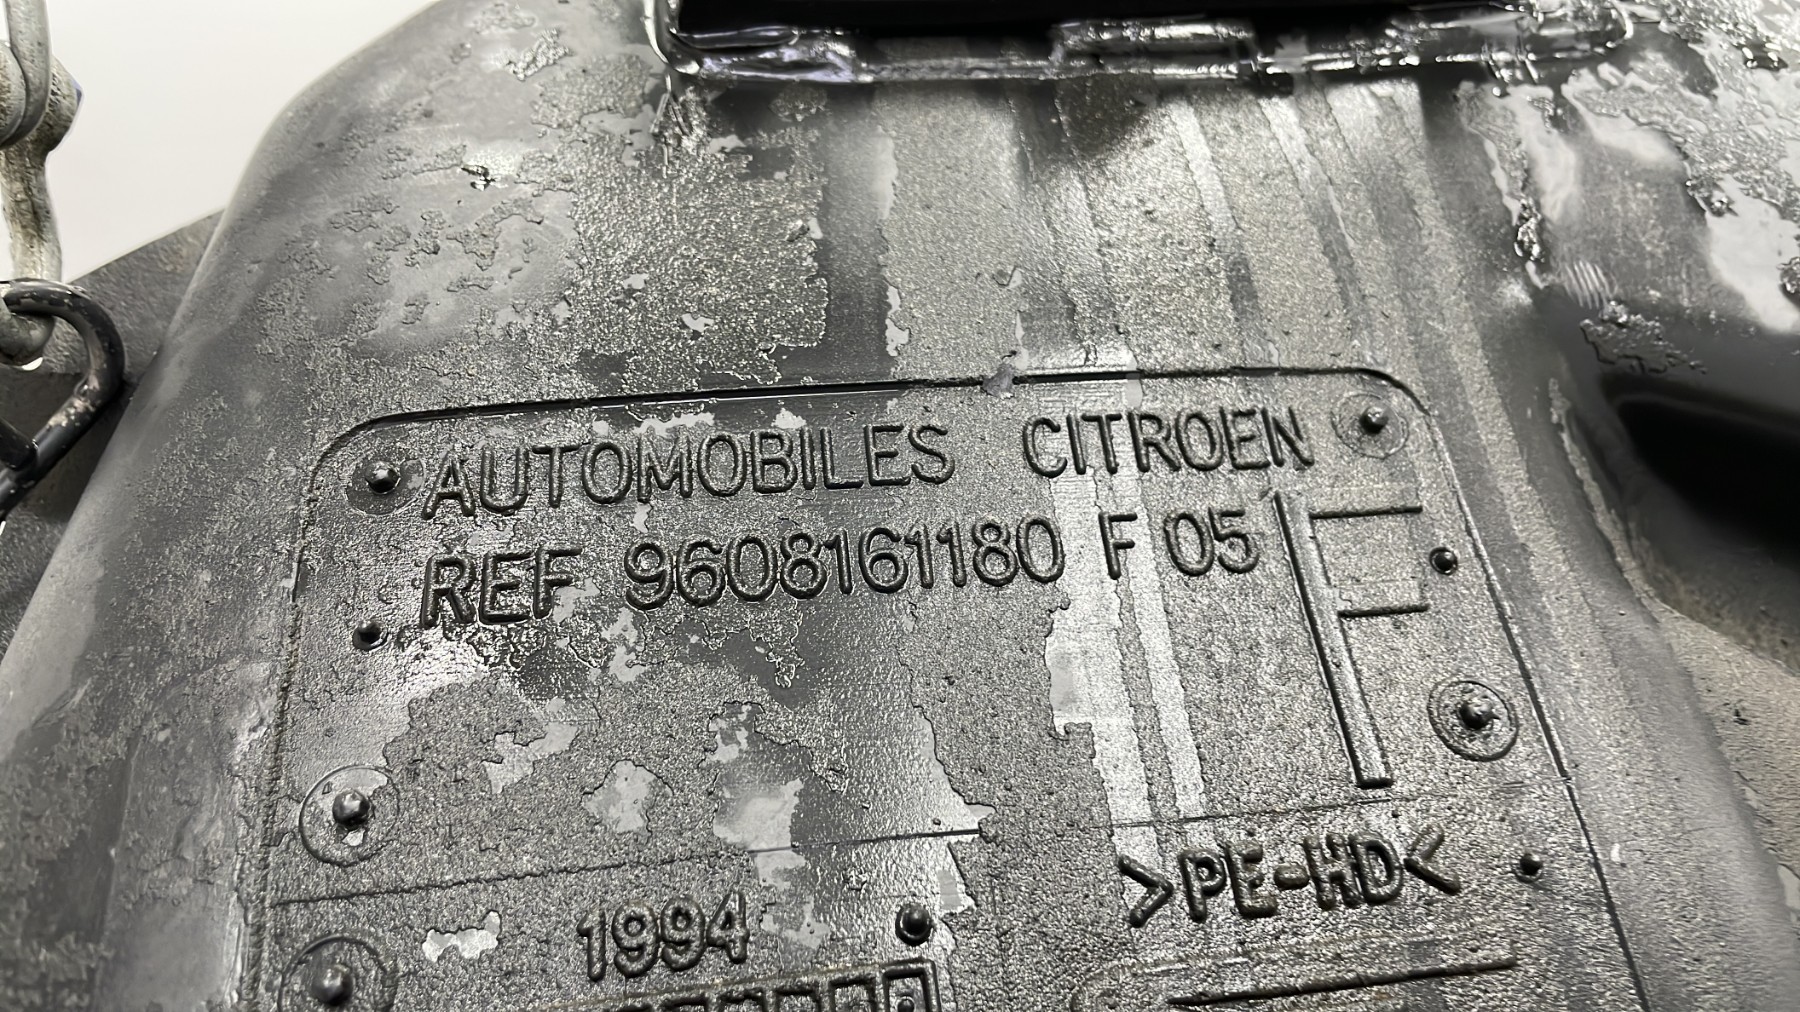 AUTOMOBILES CITROEN
REF 9608161180 F 05
F
>PE-HD<
1994